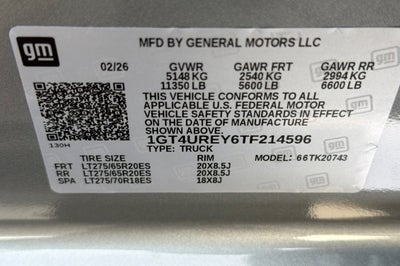 gm
MFD BY GENERAL MOTORS LLC
02/26 GVWR GAWR FRT GAWR RR
5148 KG 2540 KG 2994 KG
11350 LB 5600 LB 6600 LB
THIS VEHICLE CONFORMS TO ALL
APPLICABLE U.S. FEDERAL MOTOR
VEHICLE SAFETY STANDARDS IN EFFECT
ON THE DATE OF MANUFACTURE SHOWN ABOVE
130H
1GT4UREY6TF214596
TYPE: TRUCK
TIRE SIZE RIM MODEL: 66TK20743
FRT LT275/65R20ES 20X8.5J
RR LT275/65R20ES 20X8.5J
SPA LT275/70R18ES 18X8J
gm